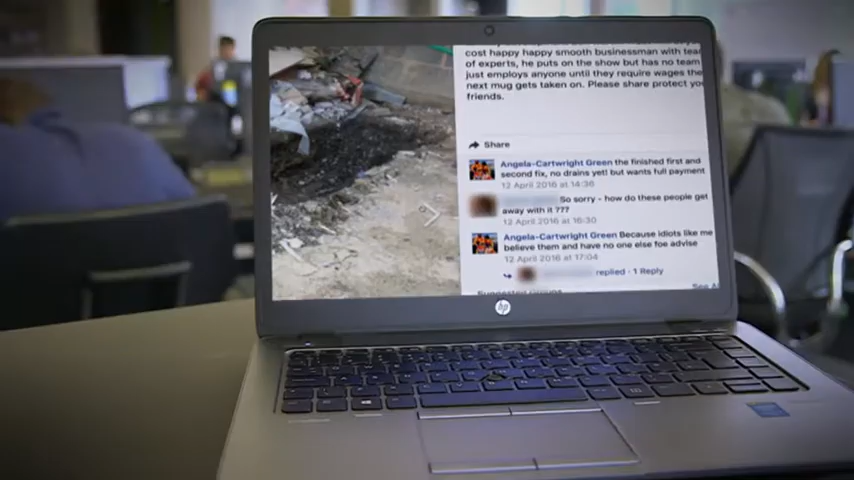 cost happy happy smooth businessman with
of experts, he puts on the show but has no team
just employs anyone until they require wages the
next mug gets taken on. Please share protect
friends.
Share
Angela-Cartwright Green the finished first and
second fix, no drains yet! but wants full payment
12 April 2016 at 14:36
So sorry - how do these people get
away with it ???
12 April 2016 at 16:30
Angela-Cartwright Green Because idiots like me
believe them and have no one else foe advise
12 April 2016 at 17:04
replied · 1 Reply
Suggested Groups
hp